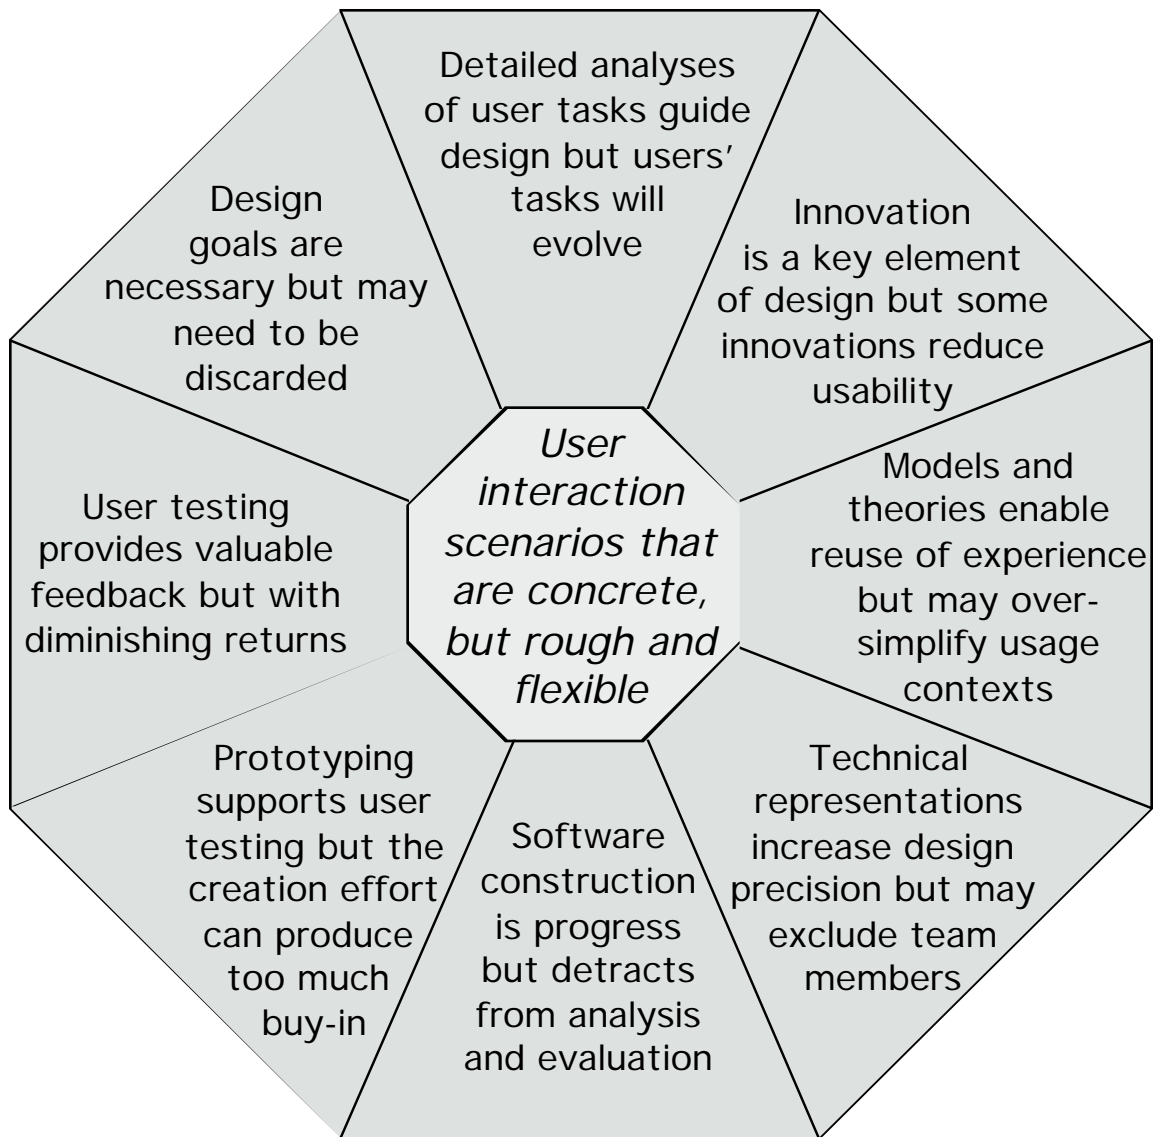 Detailed analyses
of user tasks guide
design but users’
tasks will
evolve
Innovation
is a key element
of design but some
innovations reduce
usability
Models and
theories enable
reuse of experience
but may over-
simplify usage
contexts
Technical
representations
increase design
precision but may
exclude team
members
Software
construction
is progress
but detracts
from analysis
and evaluation
Prototyping
supports user
testing but the
creation effort
can produce
too much
buy-in
User testing
provides valuable
feedback but with
diminishing returns
Design
goals are
necessary but may
need to be
discarded
User
interaction
scenarios that
are concrete,
but rough and
flexible